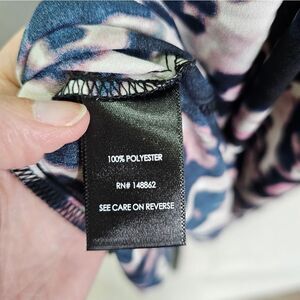 100% POLYESTER
RN# 148862
SEE CARE ON REVERSE